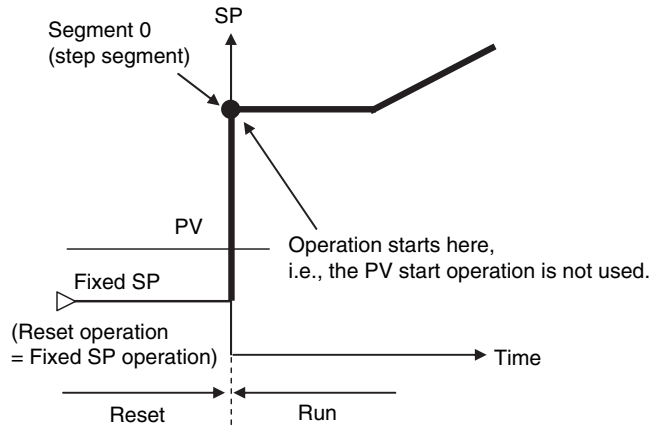 SP
Segment 0
(step segment)
PV
Operation starts here,
i.e., the PV start operation is not used.
Fixed SP
(Reset operation
= Fixed SP operation)
Time
Reset
Run